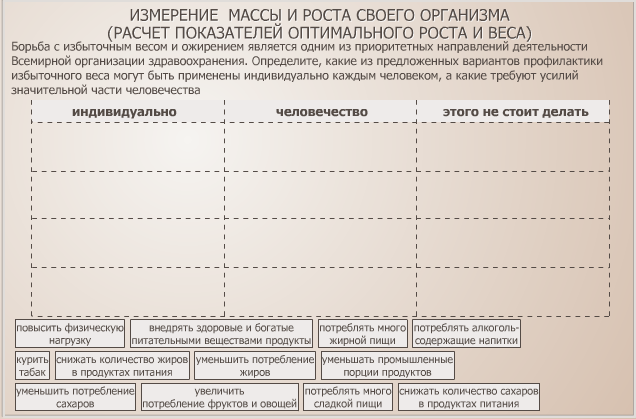 ИЗМЕРЕНИЕ МАССЫ И РОСТА СВОЕГО ОРГАНИЗМА
(РАСЧЕТ ПОКАЗАТЕЛЕЙ ОПТИМАЛЬНОГО РОСТА И ВЕСА)
Борьба с избыточным весом и ожирением является одним из приоритетных направлений деятельности
Всемирной организации здравоохранения. Определите, какие из предложенных вариантов профилактики
избыточного веса могут быть применены индивидуально каждым человеком, а какие требуют усилий
значительной части человечества
индивидуально человечество этого не стоит делать
повысить физическую нагрузку
внедрять здоровые и богатые питательными веществами продукты
потреблять много жирной пищи
потреблять алкоголь-содержащие напитки
курить табак
снижать количество жиров в продуктах питания
уменьшить потребление жиров
уменьшать промышленные порции продуктов
уменьшить потребление сахаров
увеличить потребление фруктов и овощей
потреблять много сладкой пищи
снижать количество сахаров в продуктах питания